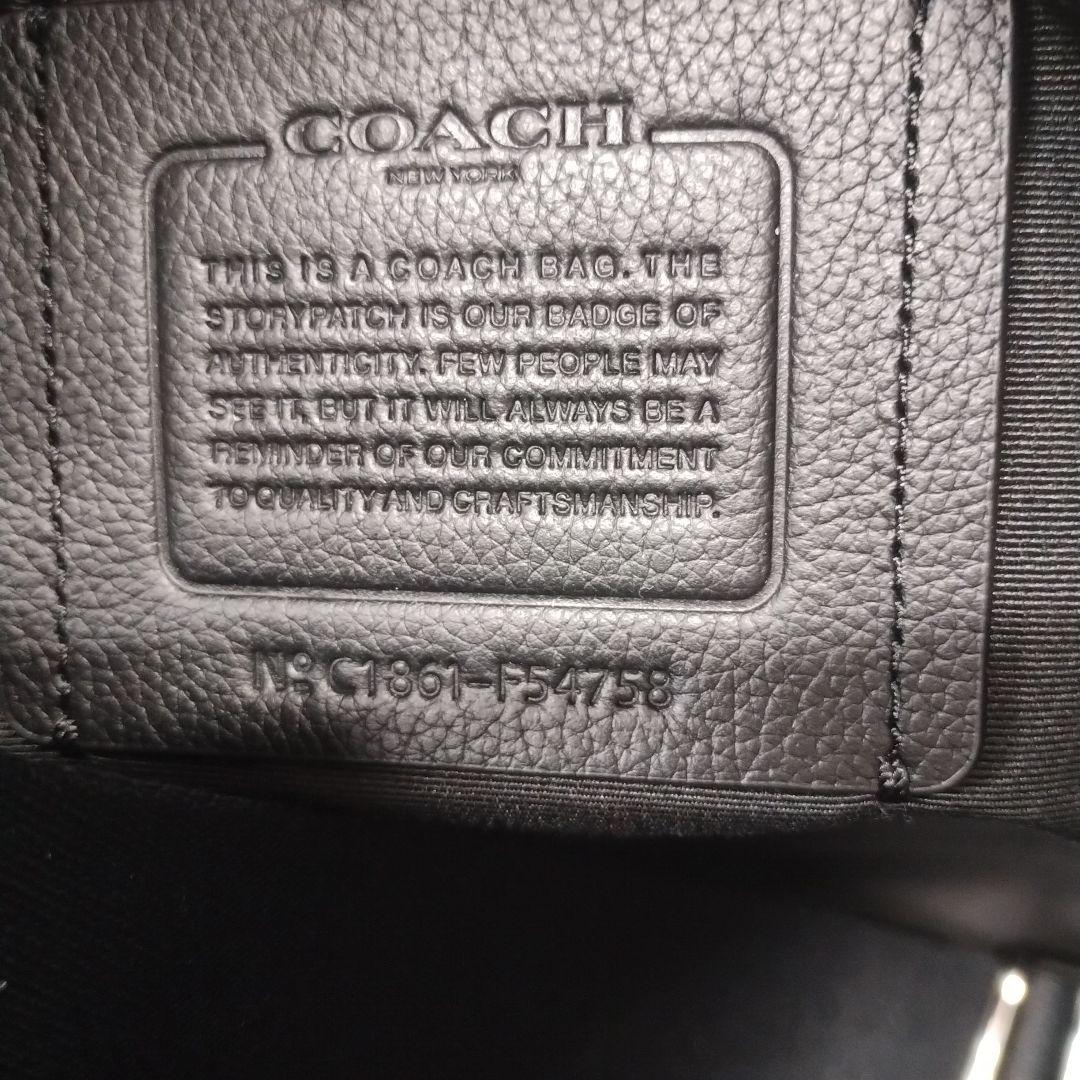 COACH
NEW YORK
THIS IS A COACH BAG. THE
STORYPATCH IS OUR BADGE OF
AUTHENTICITY. FEW PEOPLE MAY
SEE IT, BUT IT WILL ALWAYS BE A
REMINDER OF OUR COMMITMENT
TO QUALITY AND CRAFTSMANSHIP.
Nº C1861-F54758